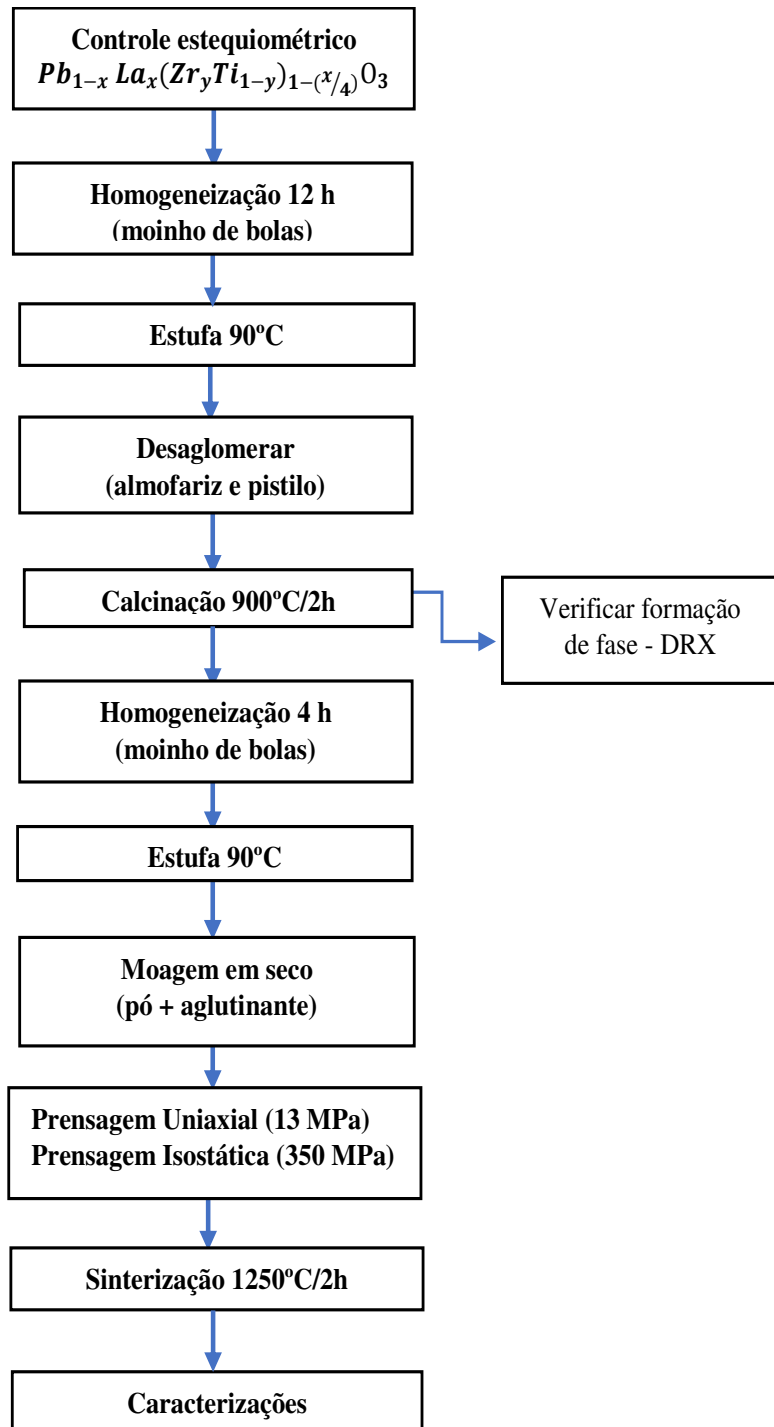 Controle estequiométrico
Pb₁₋ₓ Laₓ(ZrᵧTi₁₋ᵧ)₁₋₍ₓ/₄₎O₃
Homogeneização 12 h
(moinho de bolas)
Estufa 90ºC
Desaglomerar
(almofariz e pistilo)
Calcinação 900ºC/2h
Verificar formação
de fase - DRX
Homogeneização 4 h
(moinho de bolas)
Estufa 90ºC
Moagem em seco
(pó + aglutinante)
Prensagem Uniaxial (13 MPa)
Prensagem Isostática (350 MPa)
Sinterização 1250ºC/2h
Caracterizações